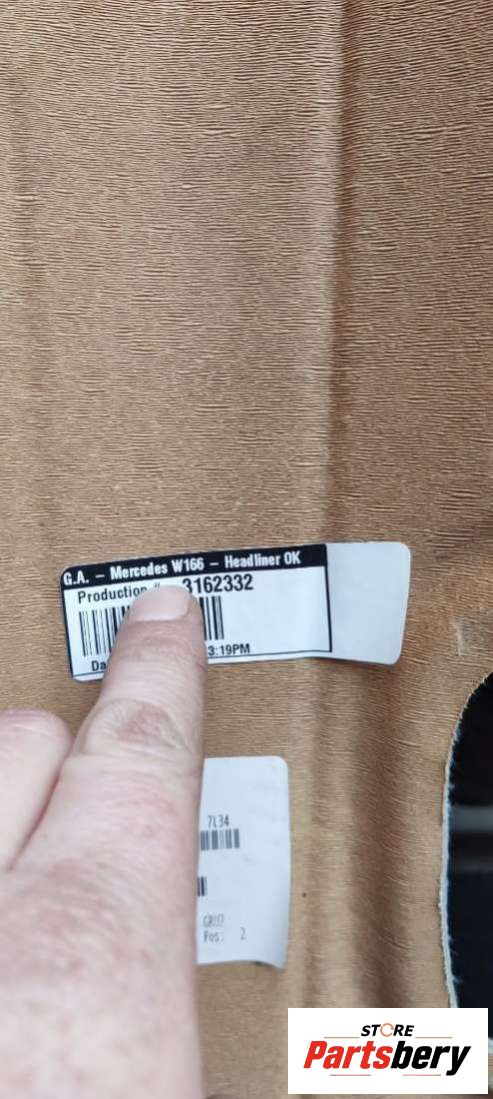 G.A. – Mercedes W166 – Headliner OK
Production 3162332
3:19PM
7L34
Pos: 2
STORE
Partsbery